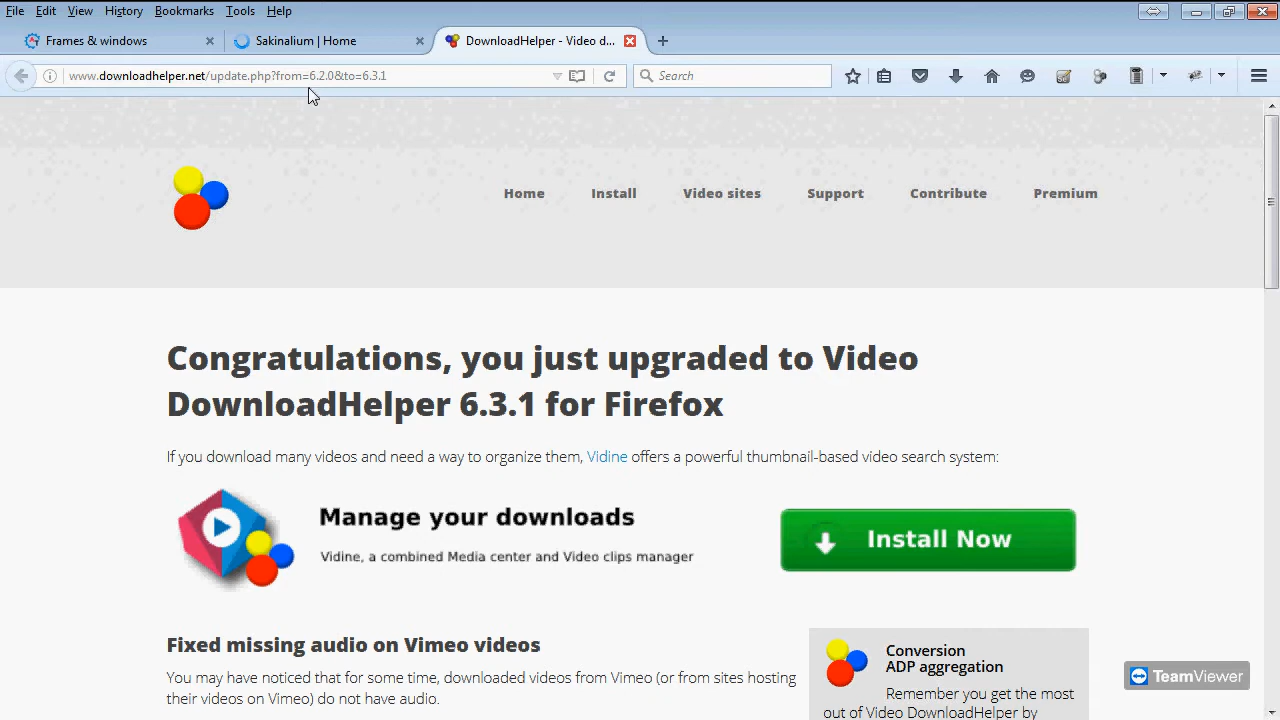 File Edit View History Bookmarks Tools Help
Frames & windows
Sakinalium | Home
DownloadHelper - Video d...
www.downloadhelper.net/update.php?from=6.2.0&to=6.3.1
Search
Home Install Video sites Support Contribute Premium
Congratulations, you just upgraded to Video
DownloadHelper 6.3.1 for Firefox
If you download many videos and need a way to organize them, Vidine offers a powerful thumbnail-based video search system:
Manage your downloads
Vidine, a combined Media center and Video clips manager
Install Now
Fixed missing audio on Vimeo videos
You may have noticed that for some time, downloaded videos from Vimeo (or from sites hosting
their videos on Vimeo) do not have audio.
Conversion
ADP aggregation
Remember you get the most
out of Video DownloadHelper by
TeamViewer